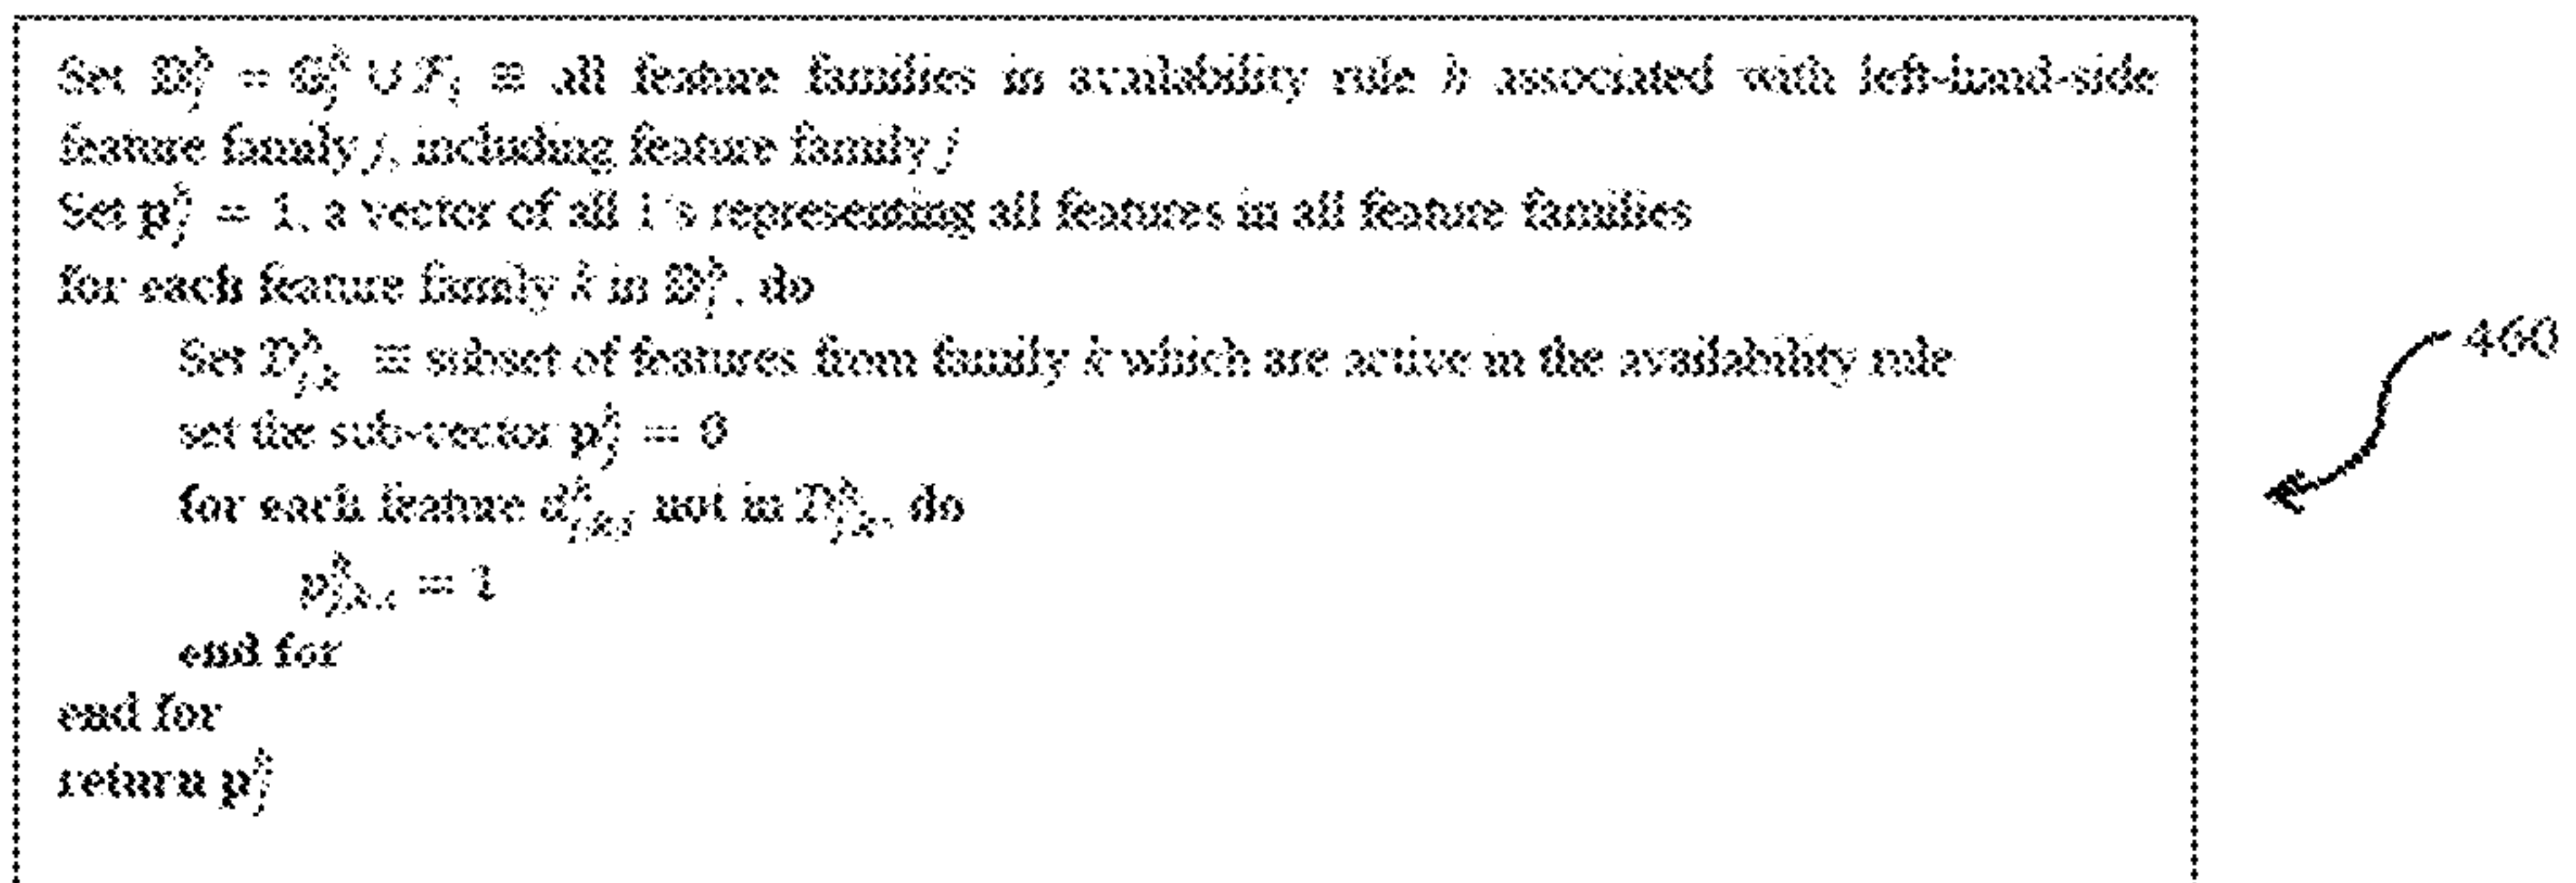 Set 𝔻ⱼʰ = 𝔾ⱼʰ ∪ ℱⱼ ≡ all feature families in availability rule h associated with left-hand-side
feature family j, including feature family j
Set pⱼʰ = 1, a vector of all 1's representing all features in all feature families
for each feature family k in 𝔻ⱼʰ, do
Set 𝒟ʰⱼ,ₖ ≡ subset of features from family k which are active in the availability rule
set the sub-vector pⱼʰ = 0
for each feature dʰⱼ,ₖ,ᵢ not in 𝒟ʰⱼ,ₖ, do
pʰⱼ,ₖ,ᵢ = 1
end for
end for
return pⱼʰ
460